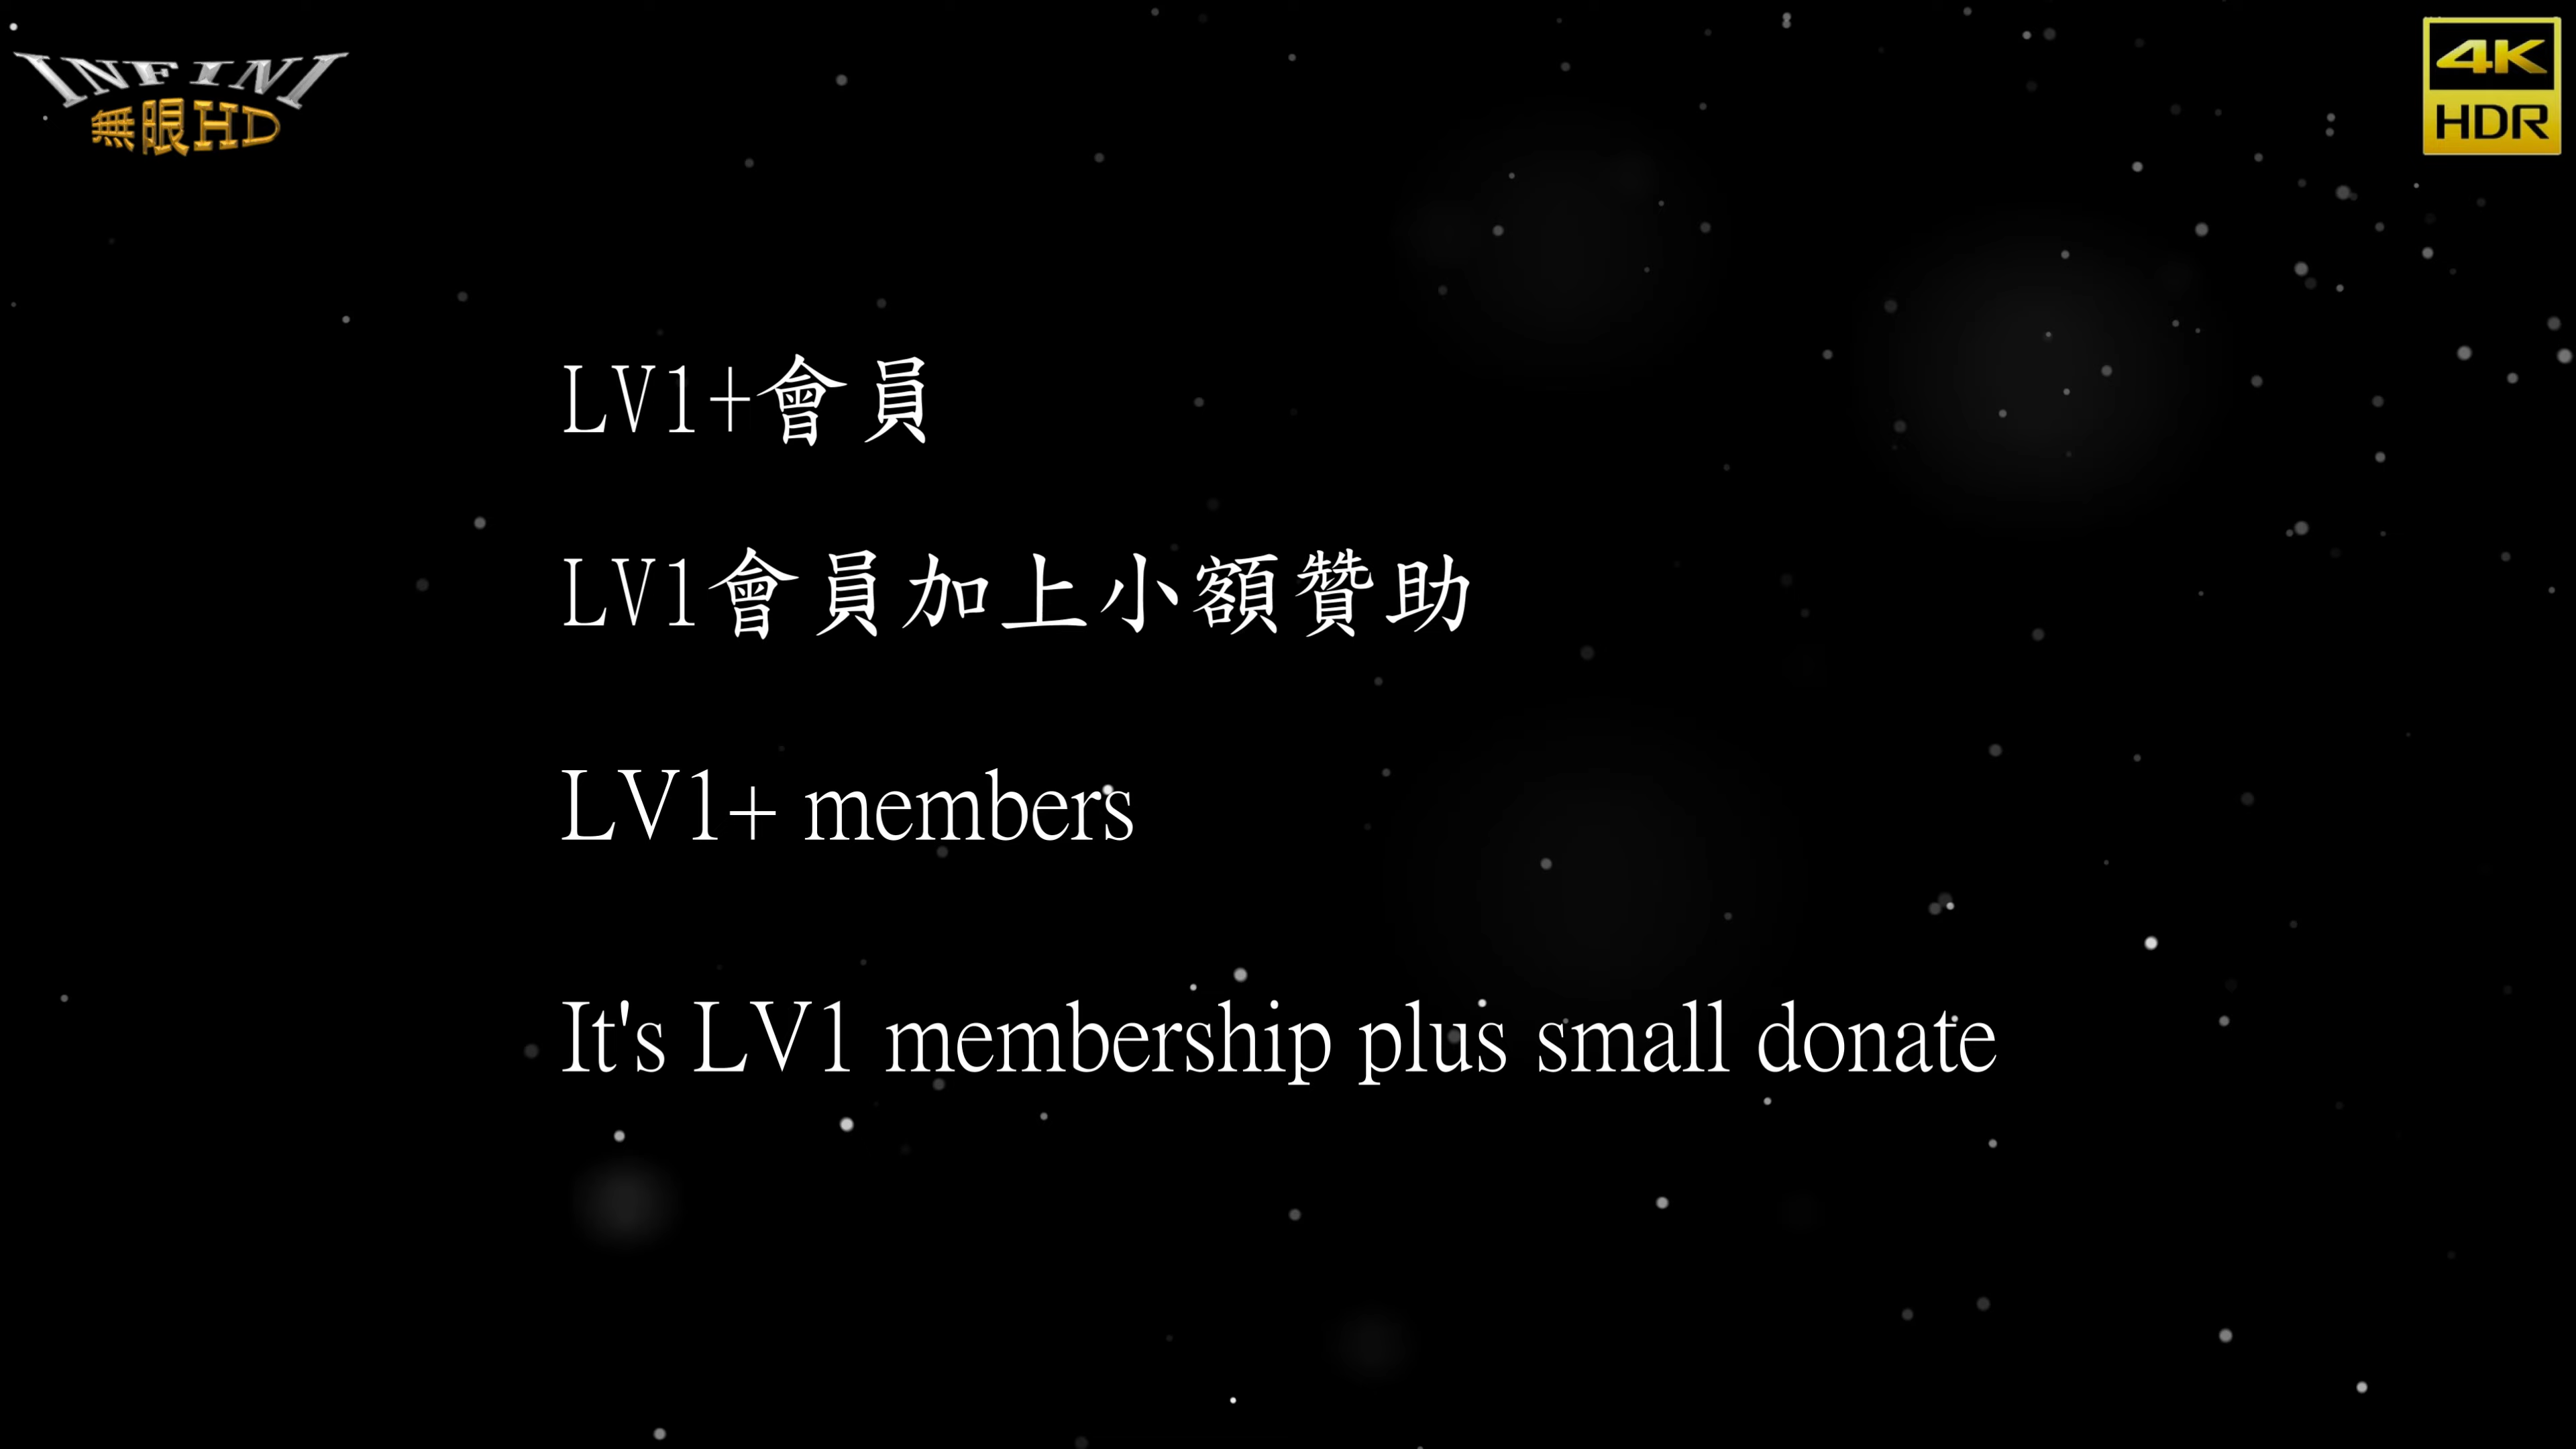 INFINI
無限HD
4K
HDR
LV1+會員
LV1會員加上小額贊助
LV1+ members
It's LV1 membership plus small donate